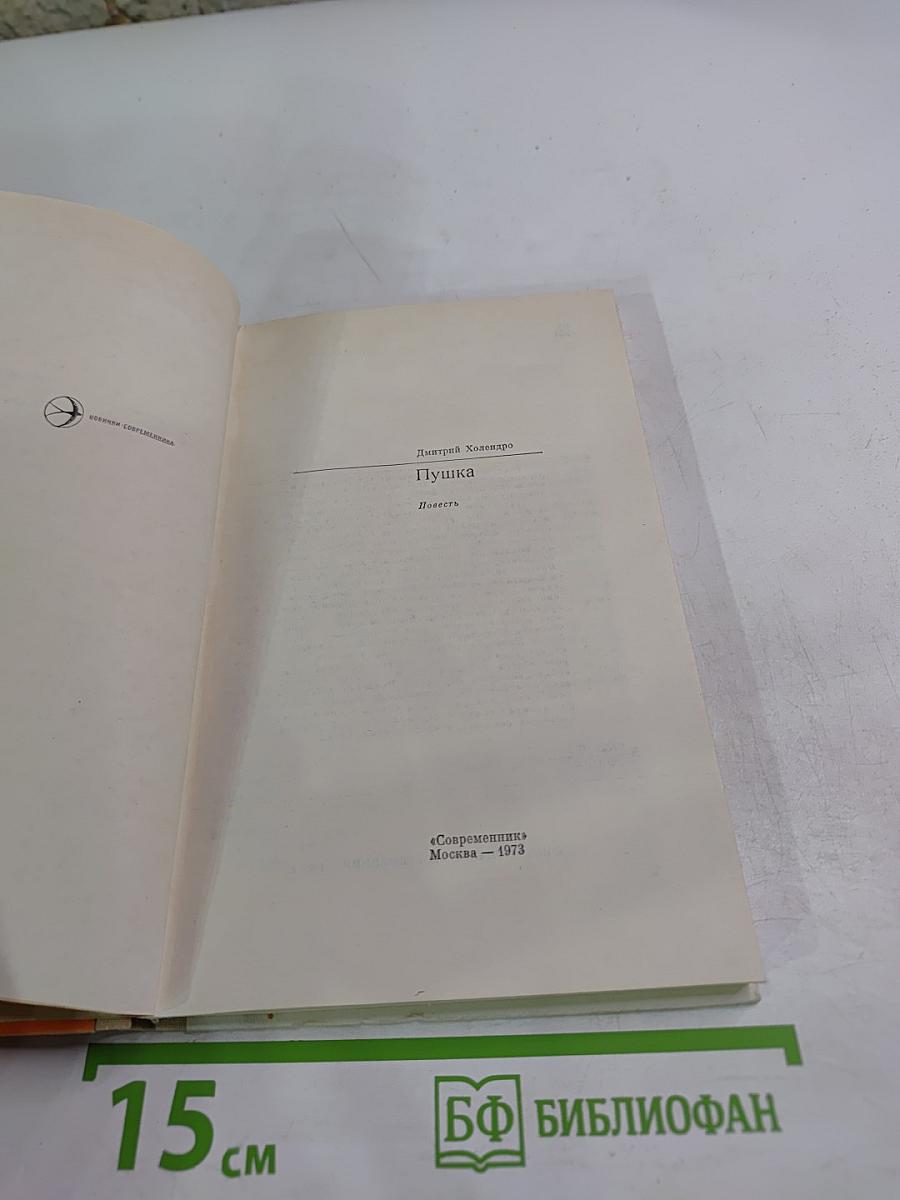 НОВИНКИ «СОВРЕМЕННИКА»
Дмитрий Холендро
Пушка
Повесть
«Современник»
Москва — 1973
15 см
БФ БИБЛИОФАН